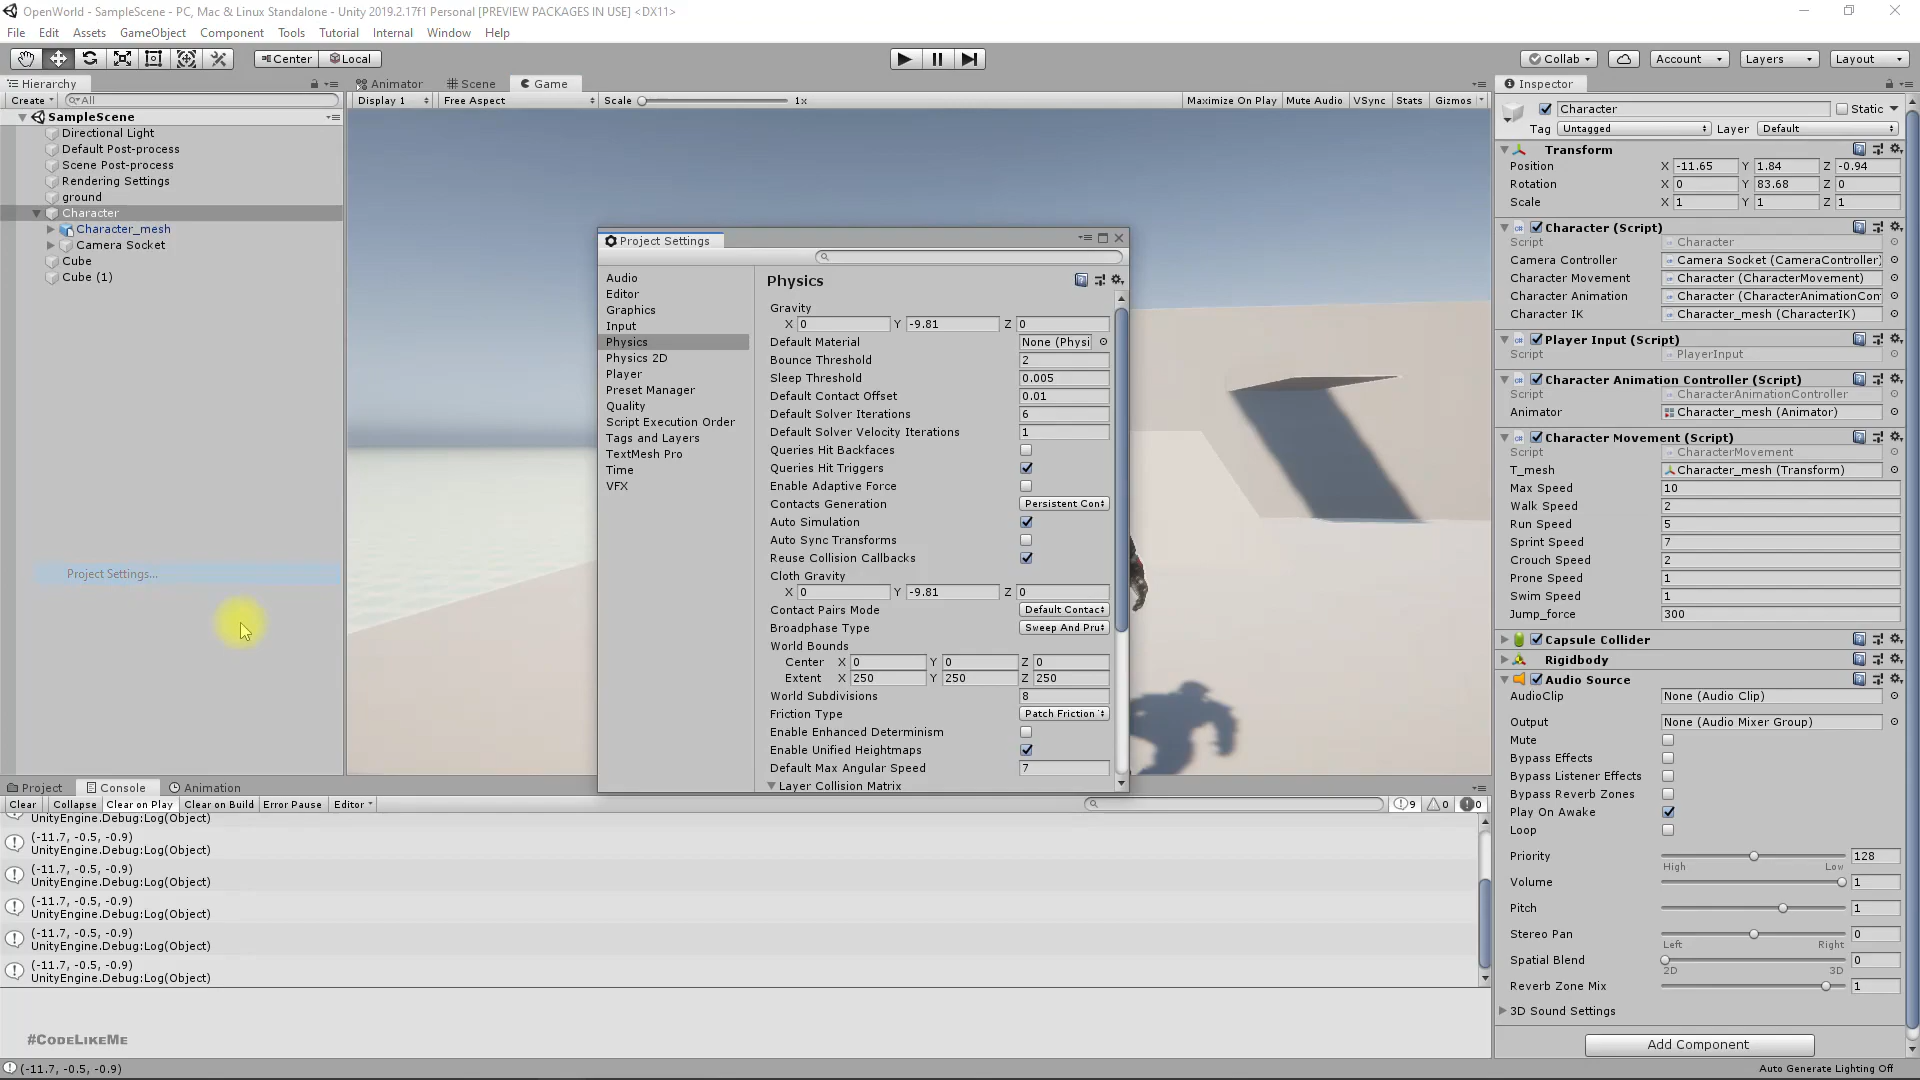 OpenWorld - SampleScene - PC, Mac & Linux Standalone - Unity 2019.2.17f1 Personal [PREVIEW PACKAGES IN USE] <DX11>
File Edit Assets GameObject Component Tools Tutorial Internal Window Help
Center Local Collab Account Layers Layout
Hierarchy Animator Scene Game Inspector
Create All Display 1 Free Aspect Scale 1x Maximize On Play Mute Audio VSync Stats Gizmos
SampleScene
Directional Light
Default Post-process
Scene Post-process
Rendering Settings
ground
Character
Character_mesh
Camera Socket
Cube
Cube (1)
Project Settings...
Project Settings
Audio
Editor
Graphics
Input
Physics
Physics 2D
Player
Preset Manager
Quality
Script Execution Order
Tags and Layers
TextMesh Pro
Time
VFX
Physics
Gravity
X 0 Y -9.81 Z 0
Default Material None (Physi
Bounce Threshold 2
Sleep Threshold 0.005
Default Contact Offset 0.01
Default Solver Iterations 6
Default Solver Velocity Iterations 1
Queries Hit Backfaces
Queries Hit Triggers
Enable Adaptive Force
Contacts Generation Persistent Con
Auto Simulation
Auto Sync Transforms
Reuse Collision Callbacks
Cloth Gravity
X 0 Y -9.81 Z 0
Contact Pairs Mode Default Contac
Broadphase Type Sweep And Pru
World Bounds
Center X 0 Y 0 Z 0
Extent X 250 Y 250 Z 250
World Subdivisions 8
Friction Type Patch Friction
Enable Enhanced Determinism
Enable Unified Heightmaps
Default Max Angular Speed 7
Layer Collision Matrix
Character Static
Tag Untagged Layer Default
Transform
Position X -11.65 Y 1.84 Z -0.94
Rotation X 0 Y 83.68 Z 0
Scale X 1 Y 1 Z 1
Character (Script)
Script Character
Camera Controller Camera Socket (CameraController)
Character Movement Character (CharacterMovement)
Character Animation Character (CharacterAnimationCon
Character IK Character_mesh (CharacterIK)
Player Input (Script)
Script PlayerInput
Character Animation Controller (Script)
Script CharacterAnimationController
Animator Character_mesh (Animator)
Character Movement (Script)
Script CharacterMovement
T_mesh Character_mesh (Transform)
Max Speed 10
Walk Speed 2
Run Speed 5
Sprint Speed 7
Crouch Speed 2
Prone Speed 1
Swim Speed 1
Jump_force 300
Capsule Collider
Rigidbody
Audio Source
AudioClip None (Audio Clip)
Output None (Audio Mixer Group)
Mute
Bypass Effects
Bypass Listener Effects
Bypass Reverb Zones
Play On Awake
Loop
Priority 128
High Low
Volume 1
Pitch 1
Stereo Pan 0
Left Right
Spatial Blend 0
2D 3D
Reverb Zone Mix 1
3D Sound Settings
Add Component
Project Console Animation
Clear Collapse Clear on Play Clear on Build Error Pause Editor 9 0 0
UnityEngine.Debug:Log(Object)
(-11.7, -0.5, -0.9)
UnityEngine.Debug:Log(Object)
(-11.7, -0.5, -0.9)
UnityEngine.Debug:Log(Object)
(-11.7, -0.5, -0.9)
UnityEngine.Debug:Log(Object)
(-11.7, -0.5, -0.9)
UnityEngine.Debug:Log(Object)
(-11.7, -0.5, -0.9)
UnityEngine.Debug:Log(Object)
#CodeLikeMe
(-11.7, -0.5, -0.9) Auto Generate Lighting Off